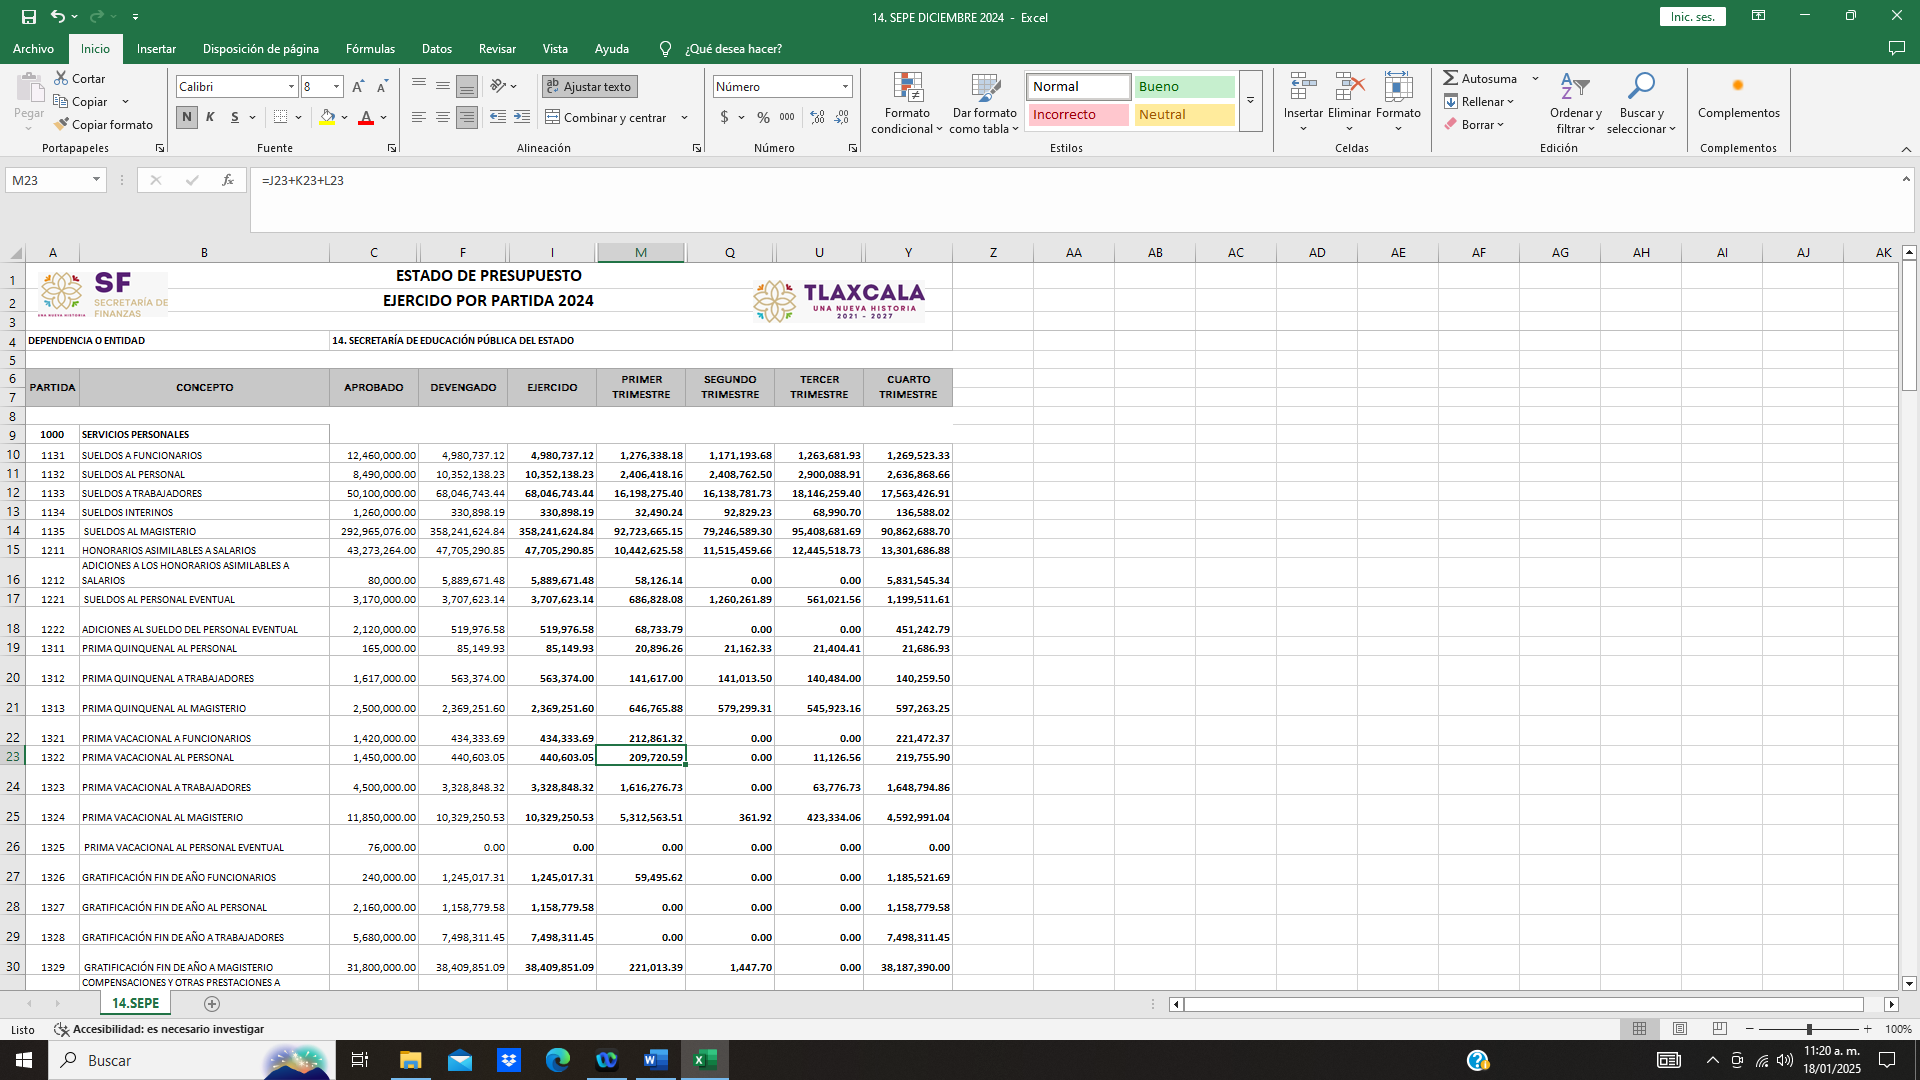 14. SEPE DICIEMBRE 2024 - Excel
Inic. ses.
Archivo Inicio Insertar Disposición de página Fórmulas Datos Revisar Vista Ayuda ¿Qué desea hacer?
Pegar
Cortar
Copiar
Copiar formato
Portapapeles
Calibri 8
N K S
Fuente
Ajustar texto
Combinar y centrar
Alineación
Número
$ % 000
Número
Formato condicional
Dar formato como tabla
Normal Bueno
Incorrecto Neutral
Estilos
Insertar Eliminar Formato
Celdas
Autosuma
Rellenar
Borrar
Ordenar y filtrar
Buscar y seleccionar
Edición
Complementos
Complementos
M23 fx =J23+K23+L23
A B C F I M Q U Y Z AA AB AC AD AE AF AG AH AI AJ AK
1 ESTADO DE PRESUPUESTO
2 EJERCIDO POR PARTIDA 2024
3
SF
SECRETARÍA DE
FINANZAS
UNA NUEVA HISTORIA
TLAXCALA
UNA NUEVA HISTORIA
2021 - 2027
4 DEPENDENCIA O ENTIDAD 14. SECRETARÍA DE EDUCACIÓN PÚBLICA DEL ESTADO
5
6
7
PARTIDA CONCEPTO APROBADO DEVENGADO EJERCIDO PRIMER TRIMESTRE SEGUNDO TRIMESTRE TERCER TRIMESTRE CUARTO TRIMESTRE
8
9 1000 SERVICIOS PERSONALES
10 1131 SUELDOS A FUNCIONARIOS 12,460,000.00 4,980,737.12 4,980,737.12 1,276,338.18 1,171,193.68 1,263,681.93 1,269,523.33
11 1132 SUELDOS AL PERSONAL 8,490,000.00 10,352,138.23 10,352,138.23 2,406,418.16 2,408,762.50 2,900,088.91 2,636,868.66
12 1133 SUELDOS A TRABAJADORES 50,100,000.00 68,046,743.44 68,046,743.44 16,198,275.40 16,138,781.73 18,146,259.40 17,563,426.91
13 1134 SUELDOS INTERINOS 1,260,000.00 330,898.19 330,898.19 32,490.24 92,829.23 68,990.70 136,588.02
14 1135 SUELDOS AL MAGISTERIO 292,965,076.00 358,241,624.84 358,241,624.84 92,723,665.15 79,246,589.30 95,408,681.69 90,862,688.70
15 1211 HONORARIOS ASIMILABLES A SALARIOS 43,273,264.00 47,705,290.85 47,705,290.85 10,442,625.58 11,515,459.66 12,445,518.73 13,301,686.88
16 1212 ADICIONES A LOS HONORARIOS ASIMILABLES A SALARIOS 80,000.00 5,889,671.48 5,889,671.48 58,126.14 0.00 0.00 5,831,545.34
17 1221 SUELDOS AL PERSONAL EVENTUAL 3,170,000.00 3,707,623.14 3,707,623.14 686,828.08 1,260,261.89 561,021.56 1,199,511.61
18 1222 ADICIONES AL SUELDO DEL PERSONAL EVENTUAL 2,120,000.00 519,976.58 519,976.58 68,733.79 0.00 0.00 451,242.79
19 1311 PRIMA QUINQUENAL AL PERSONAL 165,000.00 85,149.93 85,149.93 20,896.26 21,162.33 21,404.41 21,686.93
20 1312 PRIMA QUINQUENAL A TRABAJADORES 1,617,000.00 563,374.00 563,374.00 141,617.00 141,013.50 140,484.00 140,259.50
21 1313 PRIMA QUINQUENAL AL MAGISTERIO 2,500,000.00 2,369,251.60 2,369,251.60 646,765.88 579,299.31 545,923.16 597,263.25
22 1321 PRIMA VACACIONAL A FUNCIONARIOS 1,420,000.00 434,333.69 434,333.69 212,861.32 0.00 0.00 221,472.37
23 1322 PRIMA VACACIONAL AL PERSONAL 1,450,000.00 440,603.05 440,603.05 209,720.59 0.00 11,126.56 219,755.90
24 1323 PRIMA VACACIONAL A TRABAJADORES 4,500,000.00 3,328,848.32 3,328,848.32 1,616,276.73 0.00 63,776.73 1,648,794.86
25 1324 PRIMA VACACIONAL AL MAGISTERIO 11,850,000.00 10,329,250.53 10,329,250.53 5,312,563.51 361.92 423,334.06 4,592,991.04
26 1325 PRIMA VACACIONAL AL PERSONAL EVENTUAL 76,000.00 0.00 0.00 0.00 0.00 0.00 0.00
27 1326 GRATIFICACIÓN FIN DE AÑO FUNCIONARIOS 240,000.00 1,245,017.31 1,245,017.31 59,495.62 0.00 0.00 1,185,521.69
28 1327 GRATIFICACIÓN FIN DE AÑO AL PERSONAL 2,160,000.00 1,158,779.58 1,158,779.58 0.00 0.00 0.00 1,158,779.58
29 1328 GRATIFICACIÓN FIN DE AÑO A TRABAJADORES 5,680,000.00 7,498,311.45 7,498,311.45 0.00 0.00 0.00 7,498,311.45
30 1329 GRATIFICACIÓN FIN DE AÑO A MAGISTERIO 31,800,000.00 38,409,851.09 38,409,851.09 221,013.39 1,447.70 0.00 38,187,390.00
COMPENSACIONES Y OTRAS PRESTACIONES A
14.SEPE
Listo Accesibilidad: es necesario investigar 100%
Buscar
11:20 a. m.
18/01/2025